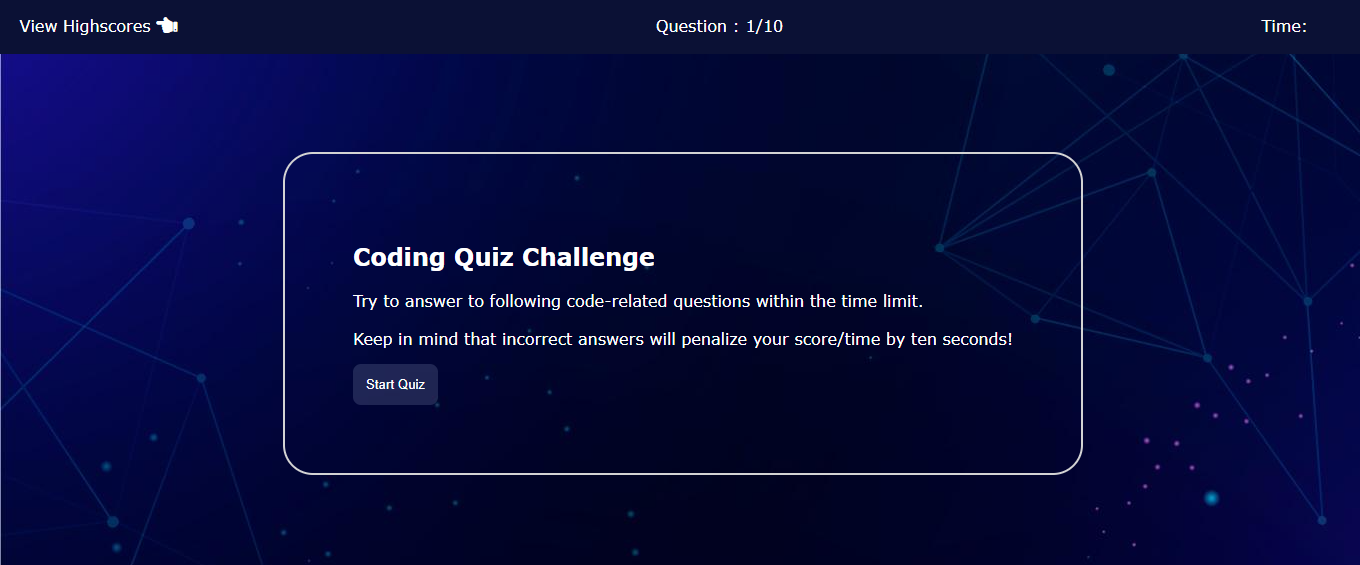 View Highscores
Question : 1/10
Time:
Coding Quiz Challenge
Try to answer to following code-related questions within the time limit.
Keep in mind that incorrect answers will penalize your score/time by ten seconds!
Start Quiz